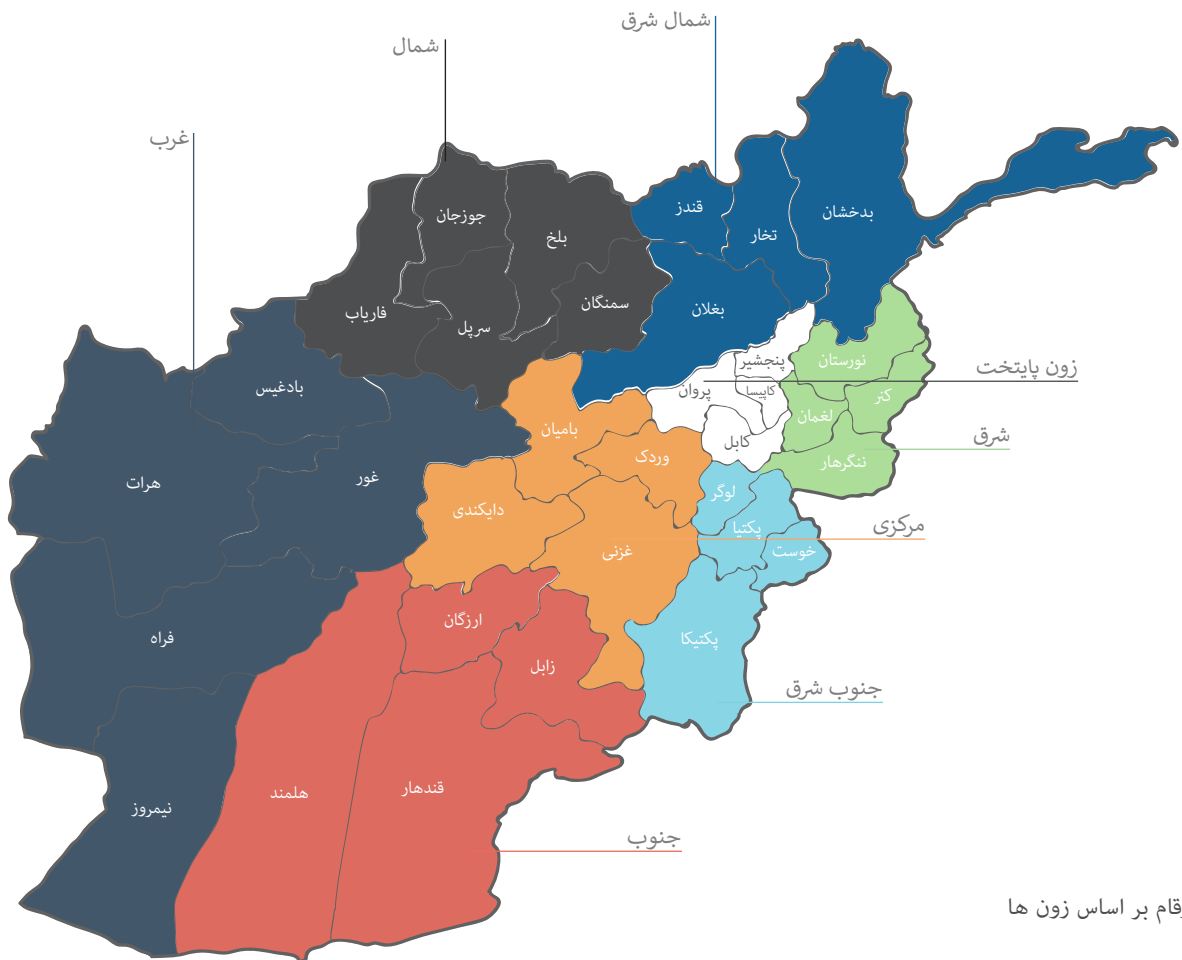 شمال شرق
شمال
غرب
بدخشان
تخار
قندز
جوزجان
بلخ
بغلان
سمنگان
سرپل
فاریاب
نورستان
پنجشیر
زون پایتخت
کاپیسا
پروان
کنر
لغمان
بادغیس
بامیان
کابل
شرق
ننگرهار
وردک
غور
هرات
لوگر
دایکندی
پکتیا
مرکزی
خوست
غزنی
ارزگان
پکتیکا
فراه
زابل
جنوب شرق
قندهار
هلمند
نیمروز
جنوب
بر اساس زون ها